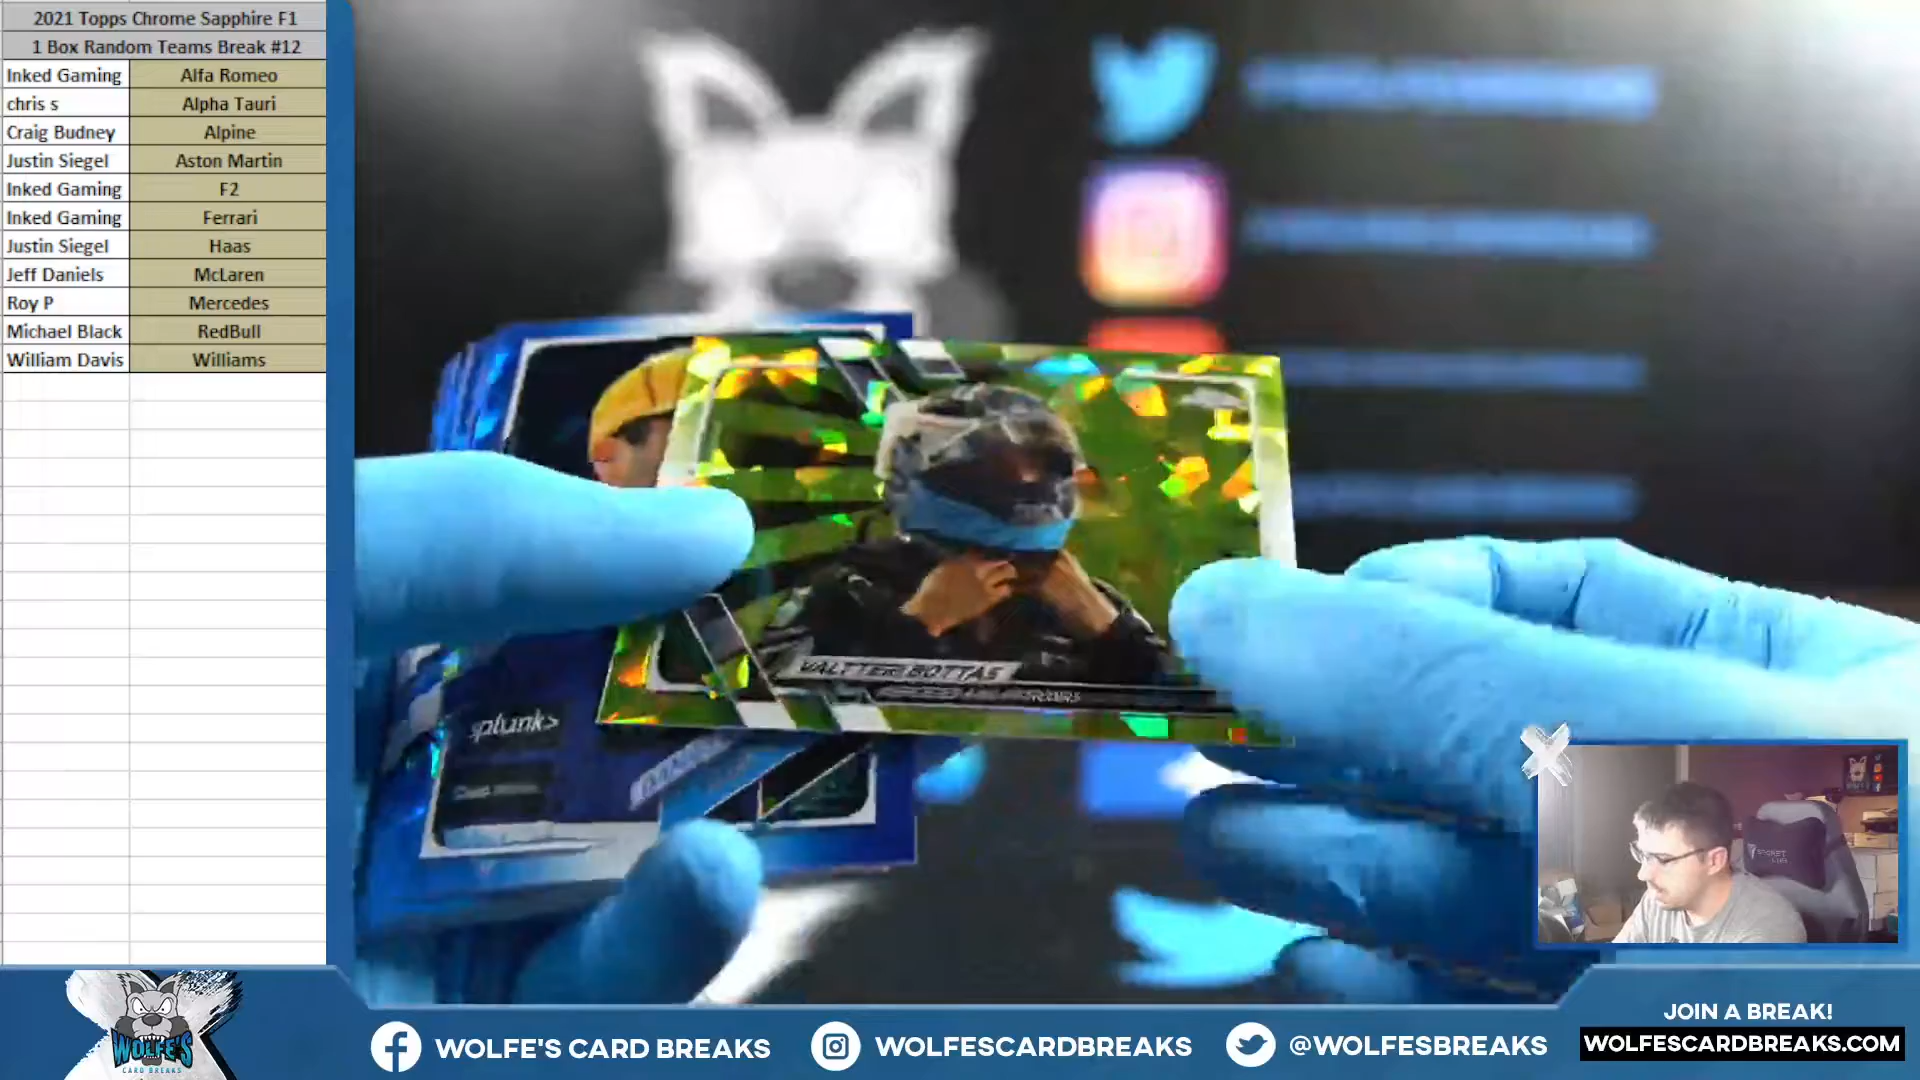 2021 Topps Chrome Sapphire F1
1 Box Random Teams Break #12
Inked Gaming Alfa Romeo
chris s Alpha Tauri
Craig Budney Alpine
Justin Siegel Aston Martin
Inked Gaming F2
Inked Gaming Ferrari
Justin Siegel Haas
Jeff Daniels McLaren
Roy P Mercedes
Michael Black RedBull
William Davis Williams
VALTTERI BOTTAS
splunk>
WOLFE'S
CARD BREAKS
WOLFE'S CARD BREAKS
WOLFESCARDBREAKS
@WOLFESBREAKS
JOIN A BREAK!
WOLFESCARDBREAKS.COM